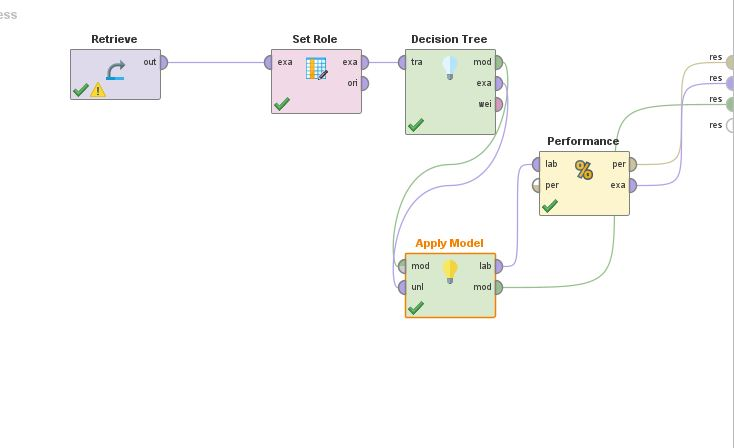 ess
Retrieve
out
Set Role
exa exa
ori
Decision Tree
tra mod
exa
wei
res
res
res
res
Performance
lab per
per exa
%
Apply Model
mod lab
unl mod